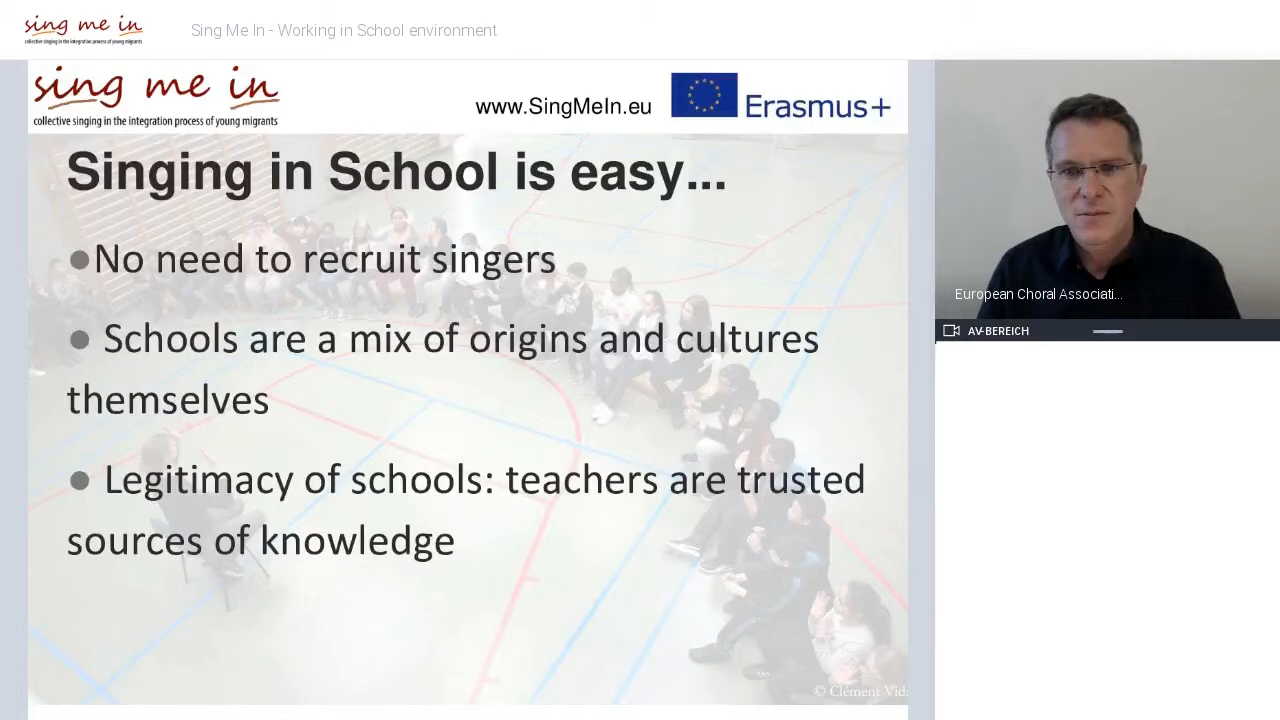 sing me in
collective singing in the integration process of young migrants
Sing Me In - Working in School environment
sing me in
collective singing in the integration process of young migrants
www.SingMeIn.eu
Erasmus+
Singing in School is easy...
●No need to recruit singers
● Schools are a mix of origins and cultures
themselves
● Legitimacy of schools: teachers are trusted
sources of knowledge
© Clément Vid
European Choral Associati...
AV-BEREICH